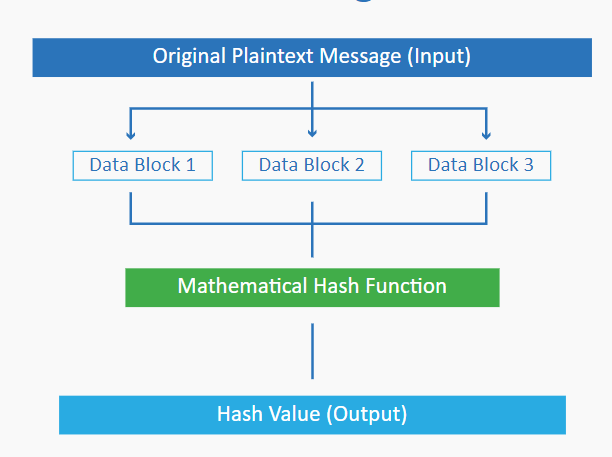 Original Plaintext Message (Input)
Data Block 1
Data Block 2
Data Block 3
Mathematical Hash Function
Hash Value (Output)